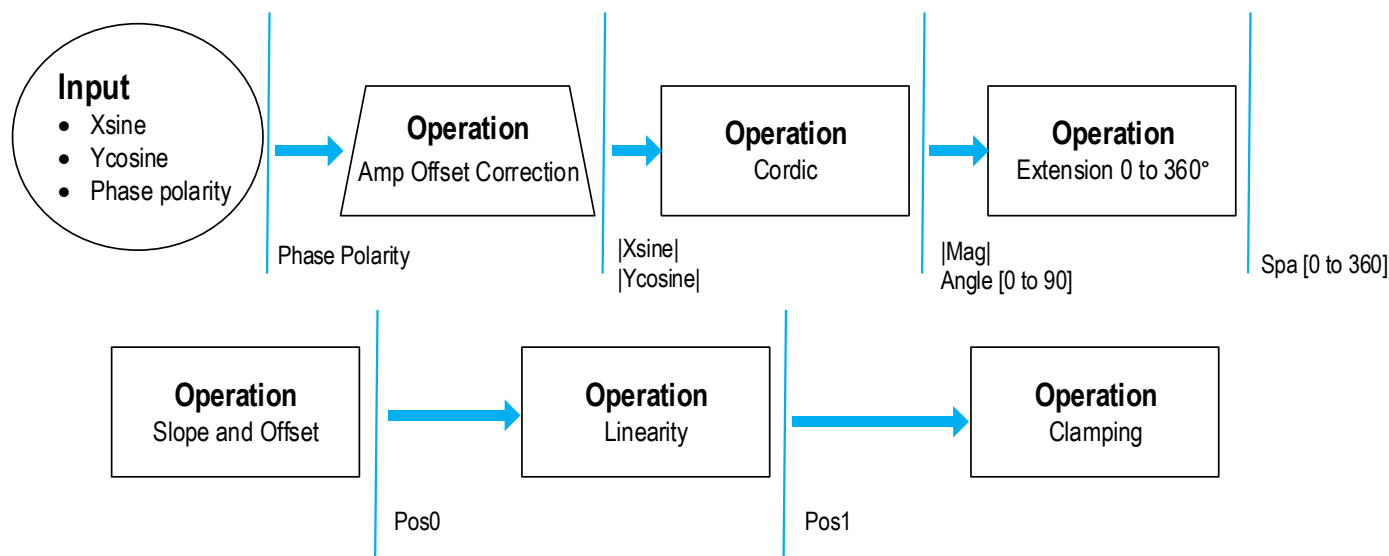 Input
• Xsine
• Ycosine
• Phase polarity
Operation
Amp Offset Correction
Operation
Cordic
Operation
Extension 0 to 360°
Phase Polarity
|Xsine|
|Ycosine|
|Mag|
Angle [0 to 90]
Spa [0 to 360]
Operation
Slope and Offset
Operation
Linearity
Operation
Clamping
Pos0
Pos1